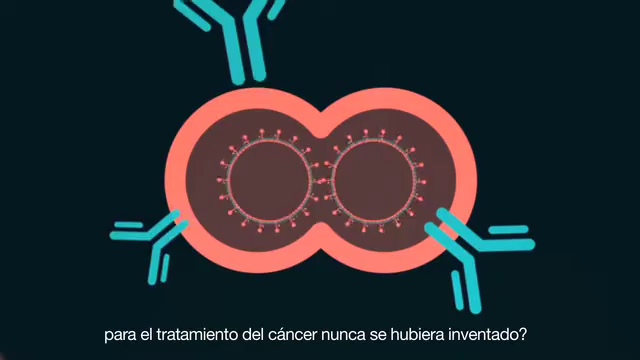 para el tratamiento del cáncer nunca se hubiera inventado?